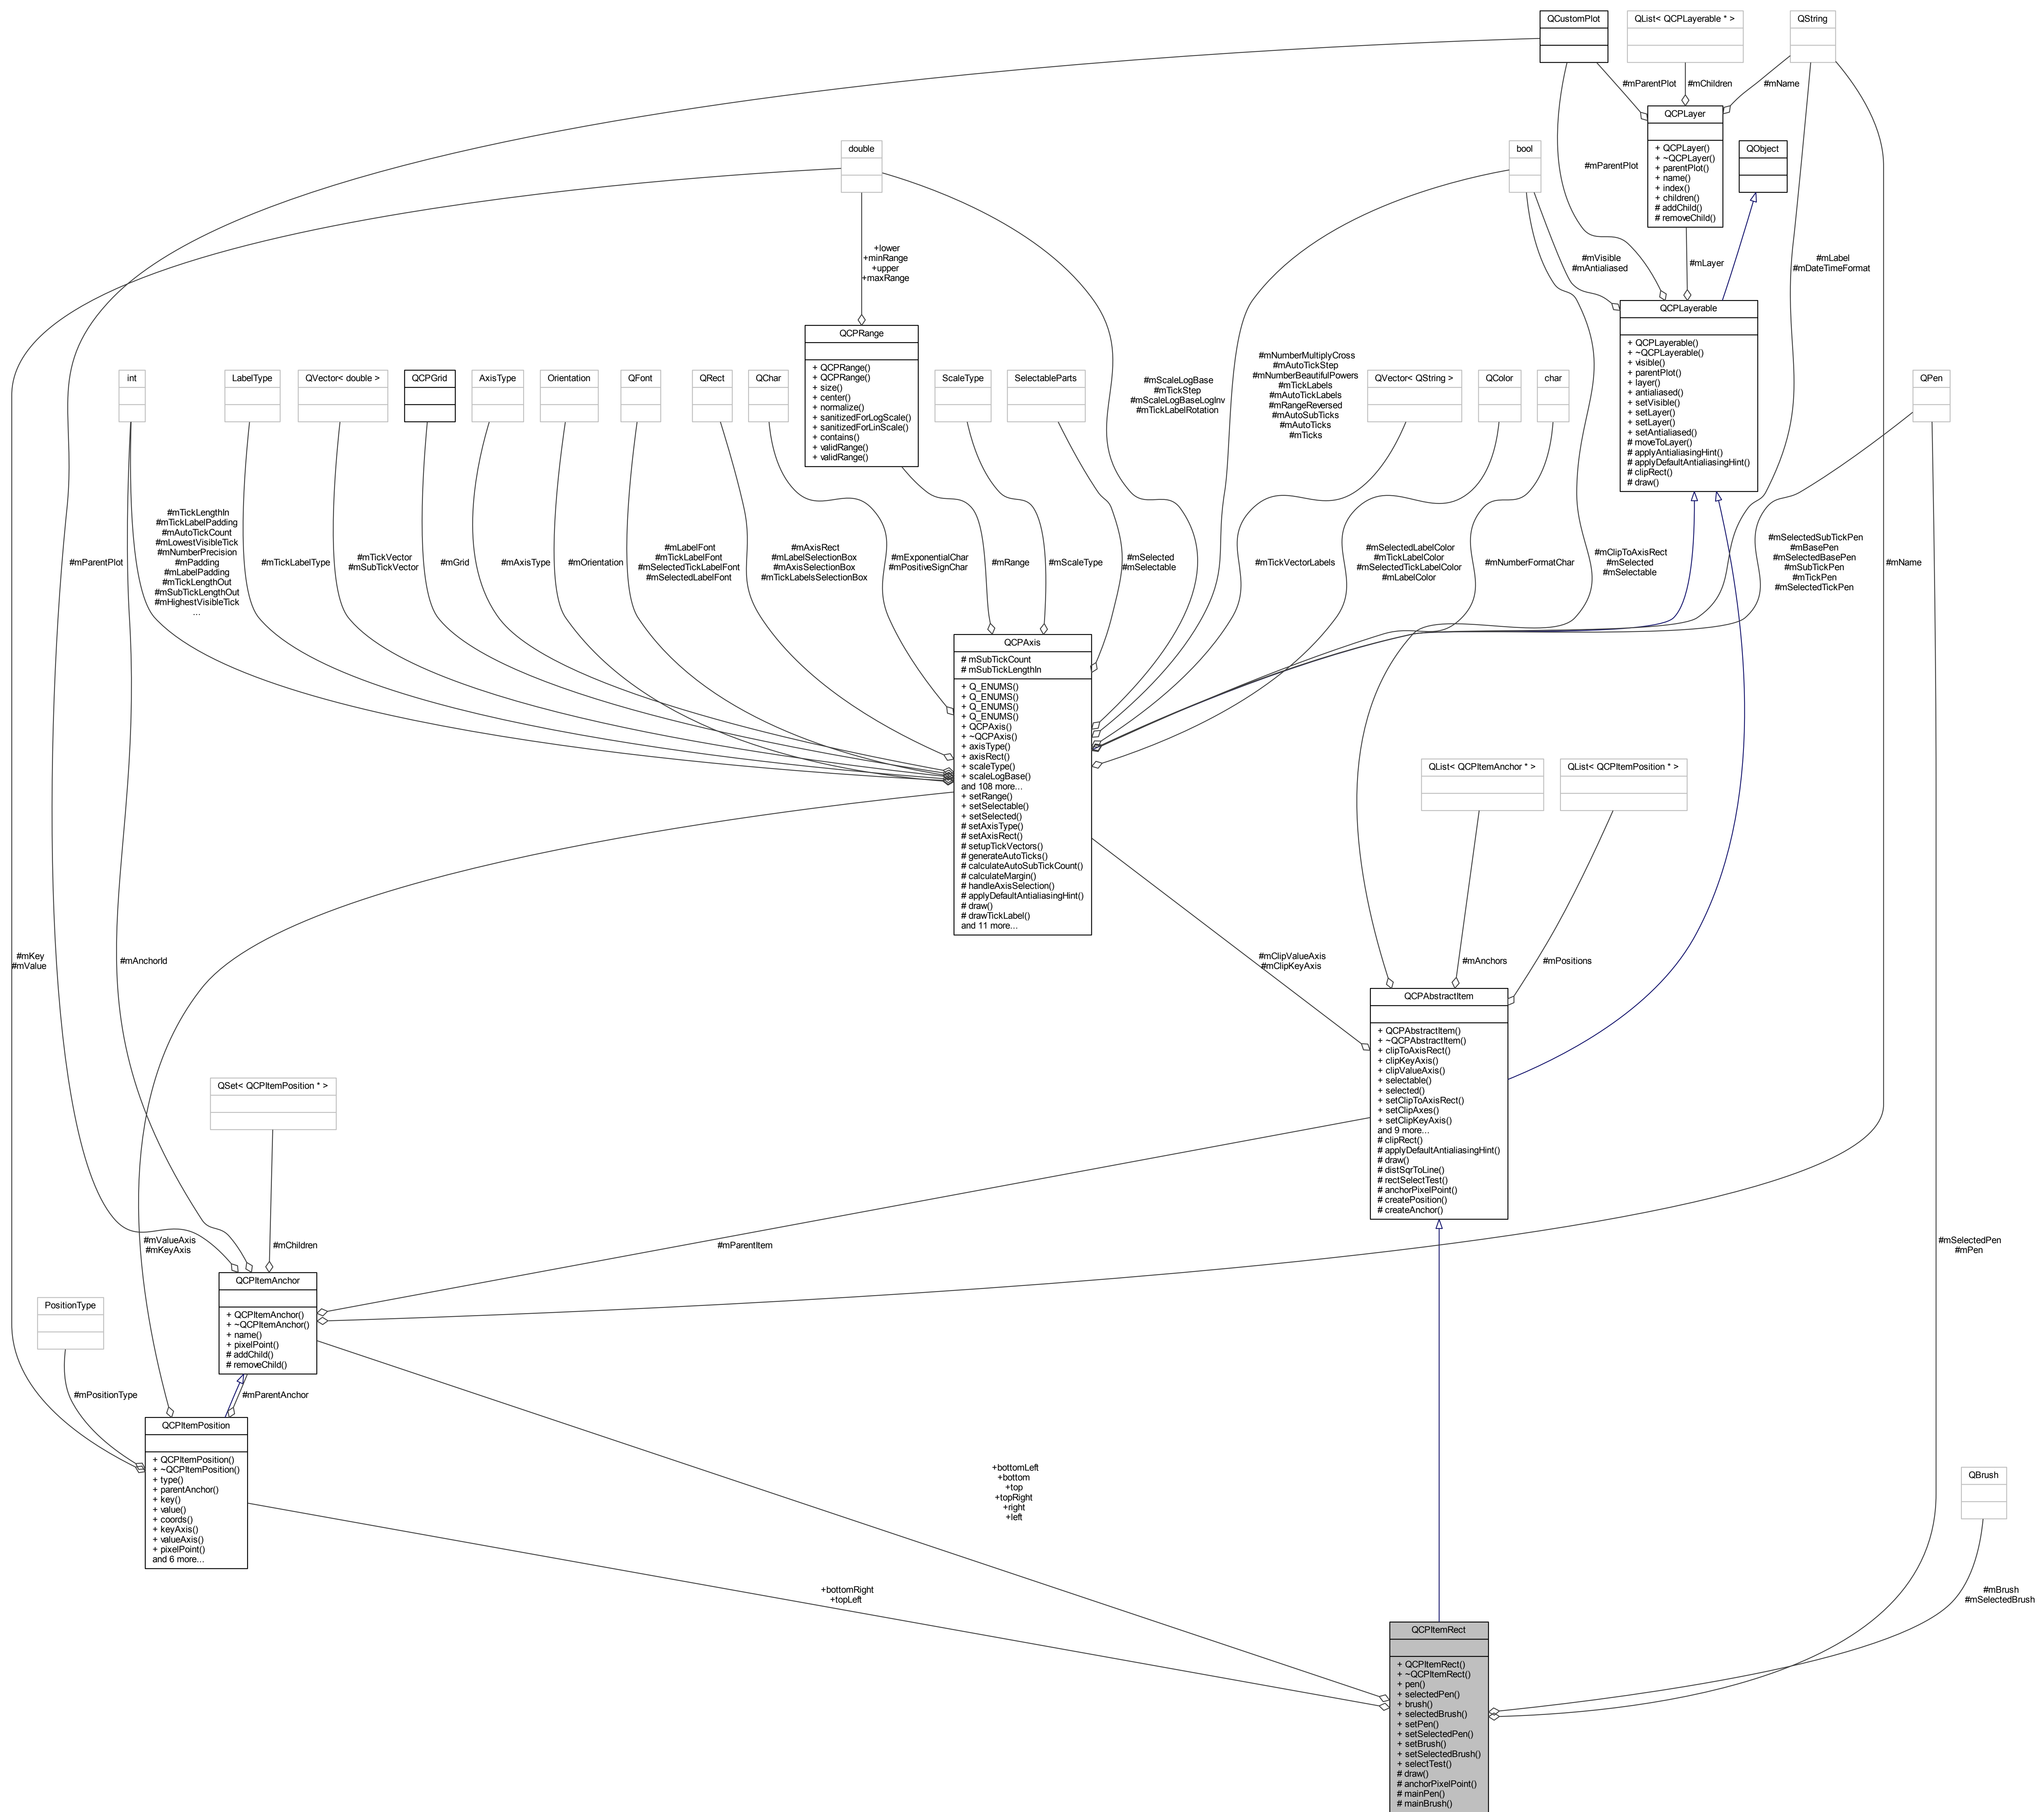 QCustomPlot
QList< QCPLayerable * >
QString
#mParentPlot
#mChildren
#mName
QCPLayer
+ QCPLayer()
+ ~QCPLayer()
+ parentPlot()
+ name()
+ index()
+ children()
# addChild()
# removeChild()
double
bool
QObject
#mParentPlot
+lower
+minRange
+upper
+maxRange
#mVisible
#mAntialiased
#mLayer
#mLabel
#mDateTimeFormat
QCPLayerable
+ QCPLayerable()
+ ~QCPLayerable()
+ visible()
+ parentPlot()
+ layer()
+ antialiased()
+ setVisible()
+ setLayer()
+ setLayer()
+ setAntialiased()
# moveToLayer()
# applyAntialiasingHint()
# applyDefaultAntialiasingHint()
# clipRect()
# draw()
QCPRange
+ QCPRange()
+ QCPRange()
+ size()
+ center()
+ normalize()
+ sanitizedForLogScale()
+ sanitizedForLinScale()
+ contains()
+ validRange()
+ validRange()
int
LabelType
QVector< double >
QCPGrid
AxisType
Orientation
QFont
QRect
QChar
ScaleType
SelectableParts
#mScaleLogBase
#mTickStep
#mScaleLogBaseLogInv
#mTickLabelRotation
#mNumberMultiplyCross
#mAutoTickStep
#mNumberBeautifulPowers
#mTickLabels
#mAutoTickLabels
#mRangeReversed
#mAutoSubTicks
#mAutoTicks
#mTicks
QVector< QString >
QColor
char
QPen
#mParentPlot
#mTickLengthIn
#mTickLabelPadding
#mAutoTickCount
#mLowestVisibleTick
#mNumberPrecision
#mPadding
#mLabelPadding
#mTickLengthOut
#mSubTickLengthOut
#mHighestVisibleTick
...
#mTickLabelType
#mTickVector
#mSubTickVector
#mGrid
#mAxisType
#mOrientation
#mLabelFont
#mTickLabelFont
#mSelectedTickLabelFont
#mSelectedLabelFont
#mAxisRect
#mLabelSelectionBox
#mAxisSelectionBox
#mTickLabelsSelectionBox
#mExponentialChar
#mPositiveSignChar
#mRange
#mScaleType
#mSelected
#mSelectable
#mTickVectorLabels
#mSelectedLabelColor
#mTickLabelColor
#mSelectedTickLabelColor
#mLabelColor
#mNumberFormatChar
#mClipToAxisRect
#mSelected
#mSelectable
#mSelectedSubTickPen
#mBasePen
#mSelectedBasePen
#mSubTickPen
#mTickPen
#mSelectedTickPen
#mName
QCPAxis
# mSubTickCount
# mSubTickLengthIn
+ Q_ENUMS()
+ Q_ENUMS()
+ Q_ENUMS()
+ Q_ENUMS()
+ QCPAxis()
+ ~QCPAxis()
+ axisType()
+ axisRect()
+ scaleType()
+ scaleLogBase()
and 108 more...
+ setRange()
+ setSelectable()
+ setSelected()
# setAxisType()
# setAxisRect()
# setupTickVectors()
# generateAutoTicks()
# calculateAutoSubTickCount()
# calculateMargin()
# handleAxisSelection()
# applyDefaultAntialiasingHint()
# draw()
# drawTickLabel()
and 11 more...
QList< QCPItemAnchor * >
QList< QCPItemPosition * >
#mKey
#mValue
#mAnchorId
#mClipValueAxis
#mClipKeyAxis
#mAnchors
#mPositions
QCPAbstractItem
+ QCPAbstractItem()
+ ~QCPAbstractItem()
+ clipToAxisRect()
+ clipKeyAxis()
+ clipValueAxis()
+ selectable()
+ selected()
+ setClipToAxisRect()
+ setClipAxes()
+ setClipKeyAxis()
and 9 more...
# clipRect()
# applyDefaultAntialiasingHint()
# draw()
# distSqrToLine()
# rectSelectTest()
# anchorPixelPoint()
# createPosition()
# createAnchor()
QSet< QCPItemPosition * >
#mValueAxis
#mKeyAxis
#mChildren
#mParentItem
#mSelectedPen
#mPen
QCPItemAnchor
+ QCPItemAnchor()
+ ~QCPItemAnchor()
+ name()
+ pixelPoint()
# addChild()
# removeChild()
PositionType
#mPositionType
#mParentAnchor
QCPItemPosition
+ QCPItemPosition()
+ ~QCPItemPosition()
+ type()
+ parentAnchor()
+ key()
+ value()
+ coords()
+ keyAxis()
+ valueAxis()
+ pixelPoint()
and 6 more...
+bottomLeft
+bottom
+top
+topRight
+right
+left
QBrush
+bottomRight
+topLeft
#mBrush
#mSelectedBrush
QCPItemRect
+ QCPItemRect()
+ ~QCPItemRect()
+ pen()
+ selectedPen()
+ brush()
+ selectedBrush()
+ setPen()
+ setSelectedPen()
+ setBrush()
+ setSelectedBrush()
+ selectTest()
# draw()
# anchorPixelPoint()
# mainPen()
# mainBrush()